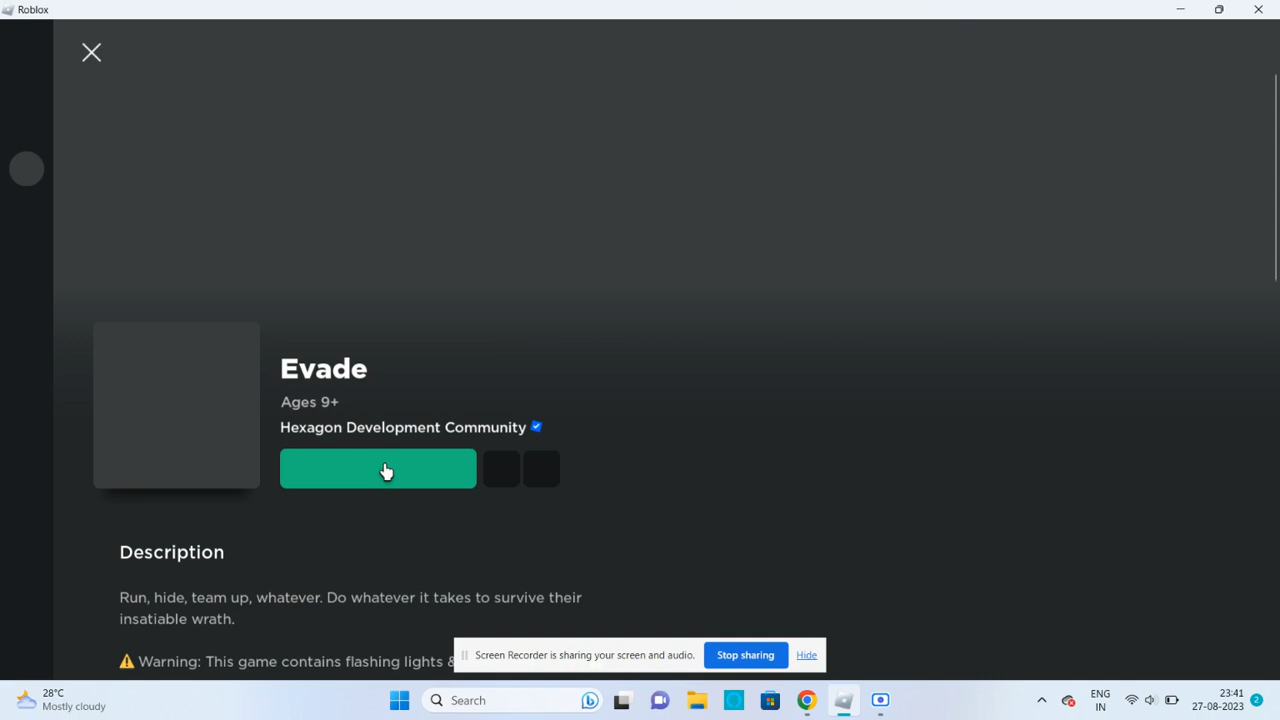 Roblox
Evade
Ages 9+
Hexagon Development Community
Description
Run, hide, team up, whatever. Do whatever it takes to survive their
insatiable wrath.
⚠️ Warning: This game contains flashing lights &
Screen Recorder is sharing your screen and audio.
Stop sharing
Hide
28°C
Mostly cloudy
Search
ENG
IN
23:41
27-08-2023
2